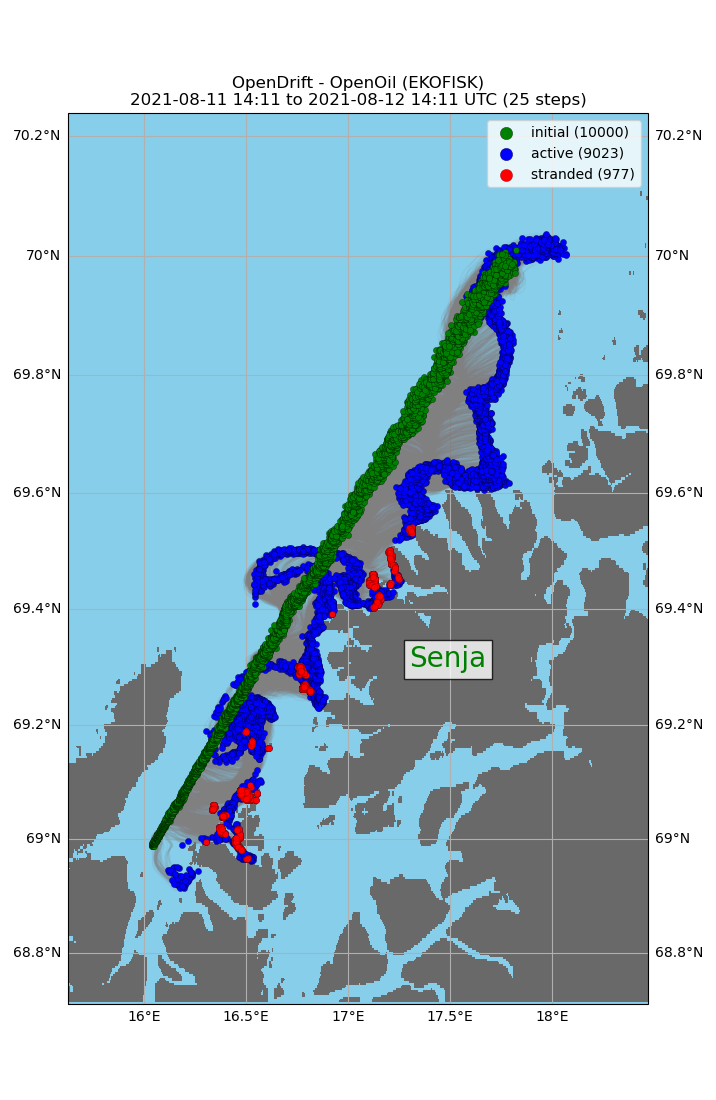 OpenDrift - OpenOil (EKOFISK)
2021-08-11 14:11 to 2021-08-12 14:11 UTC (25 steps)
initial (10000)
active (9023)
stranded (977)
70.2°N
70.2°N
70°N
70°N
69.8°N
69.8°N
69.6°N
69.6°N
69.4°N
69.4°N
Senja
69.2°N
69.2°N
69°N
69°N
68.8°N
68.8°N
16°E
16.5°E
17°E
17.5°E
18°E